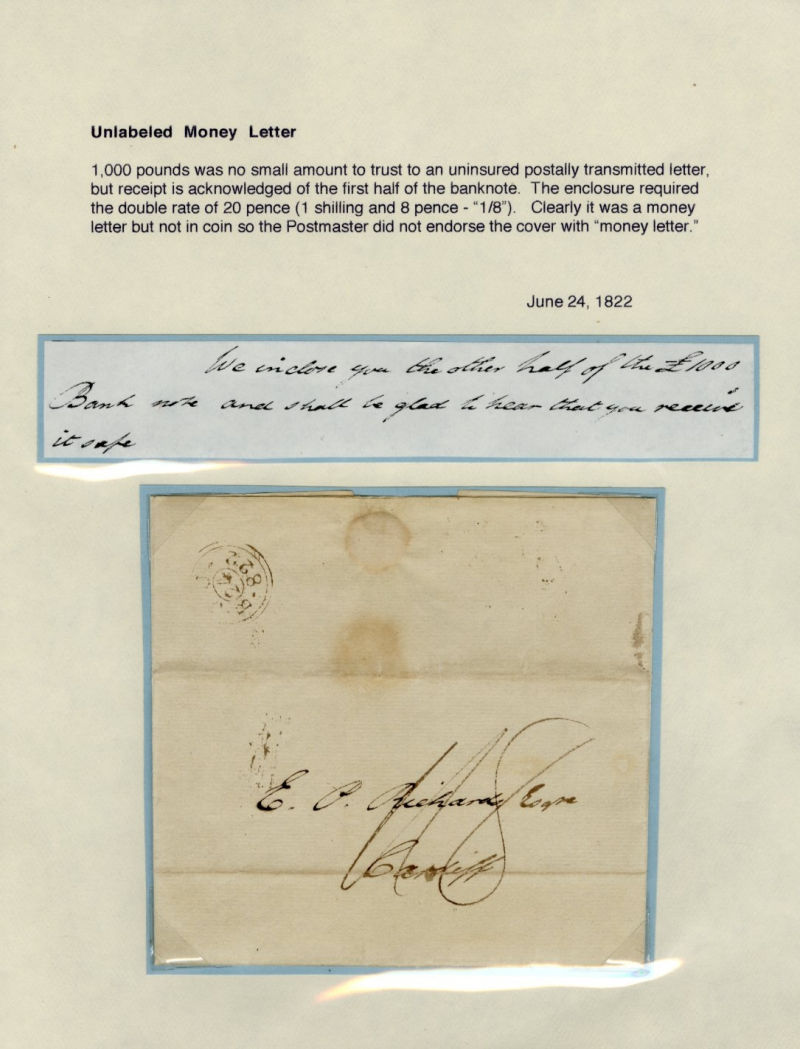 Unlabeled Money Letter
1,000 pounds was no small amount to trust to an uninsured postally transmitted letter,
but receipt is acknowledged of the first half of the banknote. The enclosure required
the double rate of 20 pence (1 shilling and 8 pence - “1/8”). Clearly it was a money
letter but not in coin so the Postmaster did not endorse the cover with “money letter.”
June 24, 1822
We inclose you the other half of the £1000
Bank note and shall be glad to hear that you receive
it safe
822
E. P. Richards Esqre
1/8
Cardiff